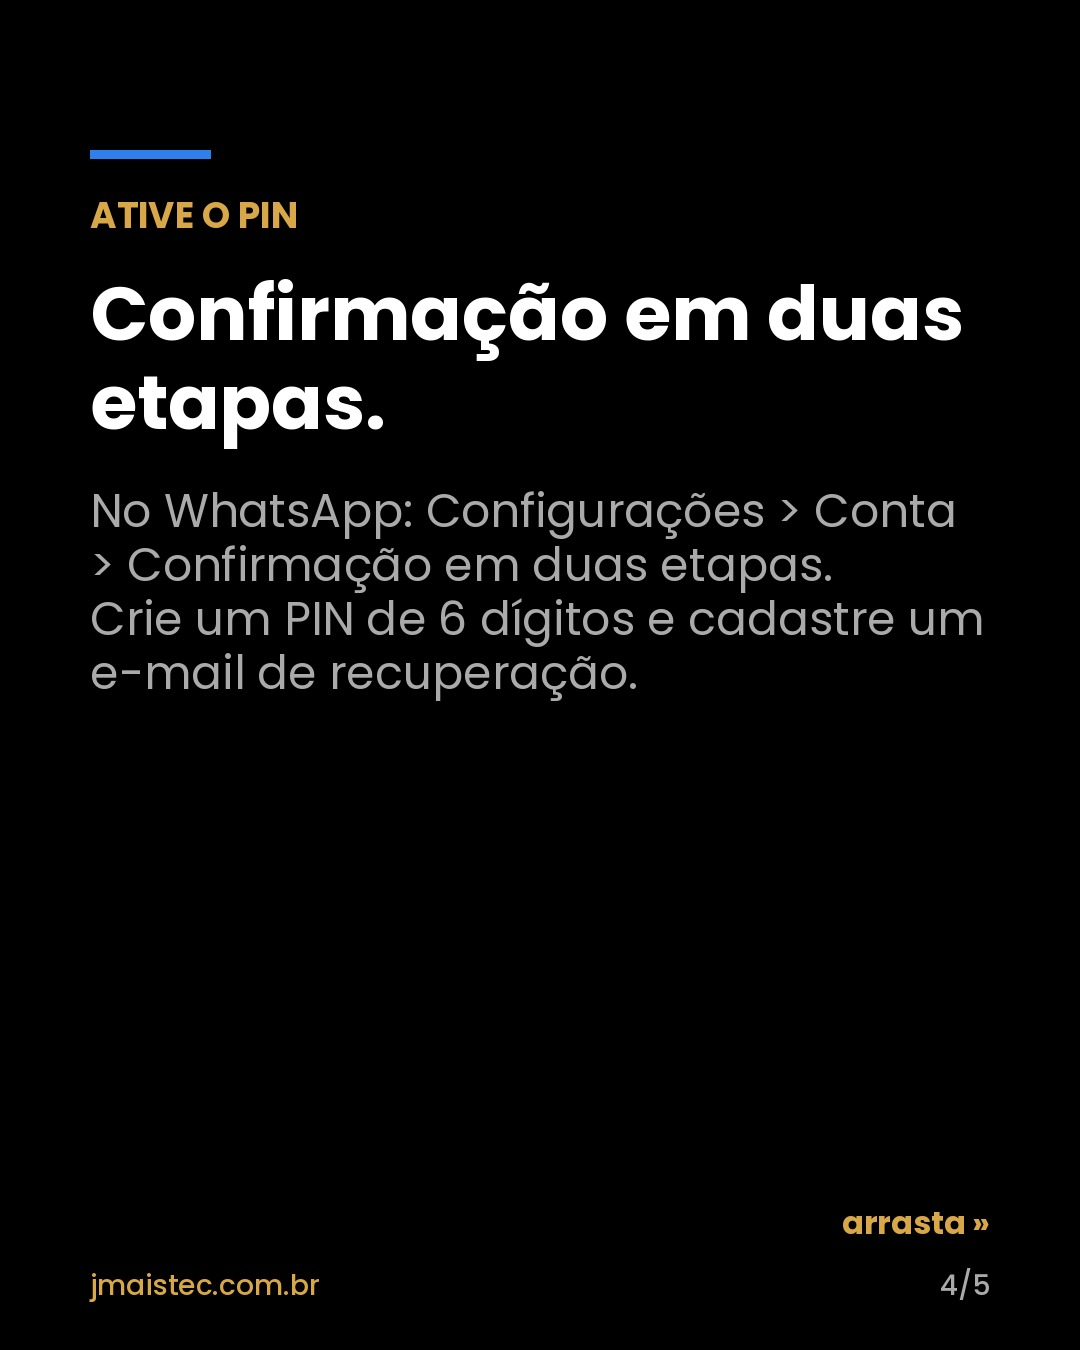 ATIVE O PIN
Confirmação em duas
etapas.
No WhatsApp: Configurações > Conta
> Confirmação em duas etapas.
Crie um PIN de 6 dígitos e cadastre um
e-mail de recuperação.
arrasta »
jmaistec.com.br
4/5